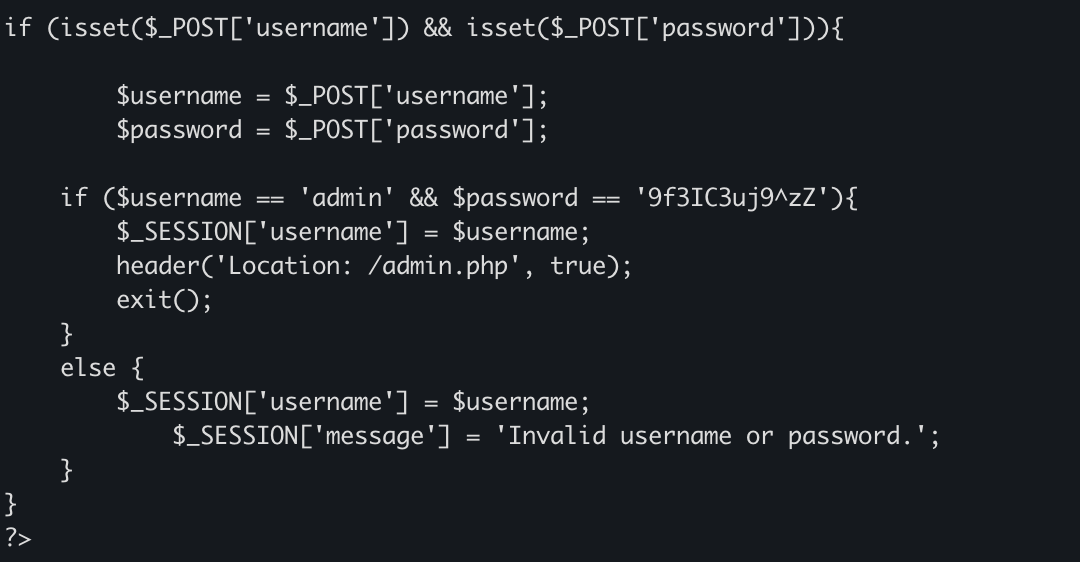 if (isset($_POST['username']) && isset($_POST['password'])){
$username = $_POST['username'];
$password = $_POST['password'];
if ($username == 'admin' && $password == '9f3IC3uj9^zZ'){
$_SESSION['username'] = $username;
header('Location: /admin.php', true);
exit();
}
else {
$_SESSION['username'] = $username;
$_SESSION['message'] = 'Invalid username or password.';
}
}
?>